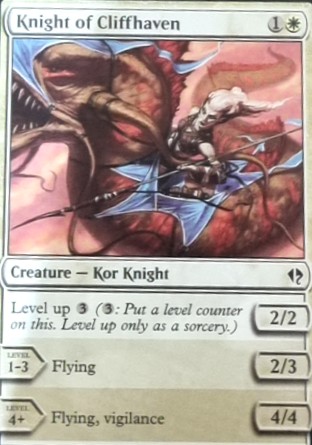 Knight of Cliffhaven 1
Creature — Kor Knight
Level up 3 (3: Put a level counter
on this. Level up only as a sorcery.)
2/2
LEVEL
1-3
Flying
2/3
LEVEL
4+
Flying, vigilance
4/4